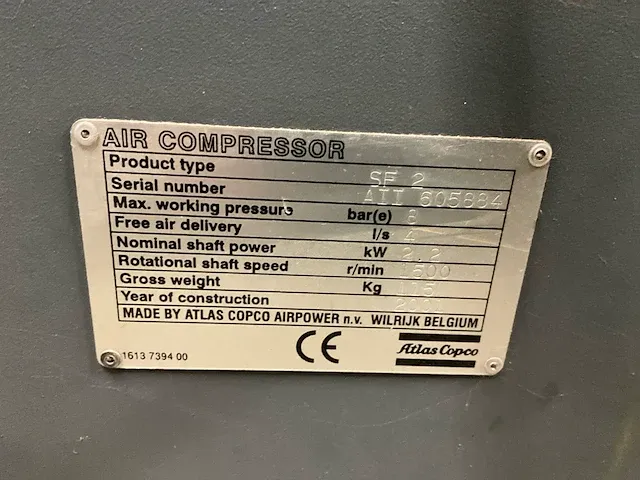 AIR COMPRESSOR
Product type SF 2
Serial number AII 605884
Max. working pressure bar(e) 8
Free air delivery l/s 4
Nominal shaft power kW 2.2
Rotational shaft speed r/min 1500
Gross weight Kg 115
Year of construction
MADE BY ATLAS COPCO AIRPOWER n.v. WILRIJK BELGIUM
1613 7394 00 CE Atlas Copco